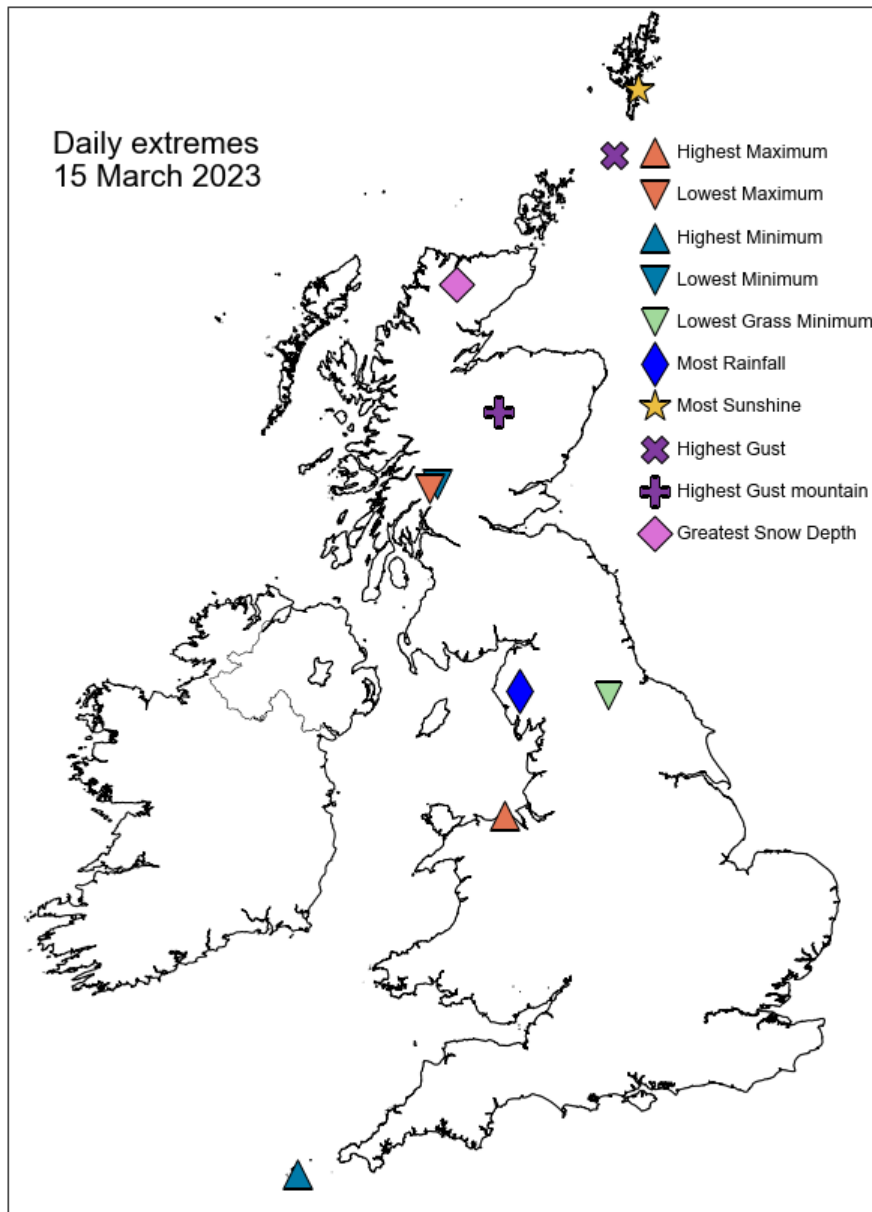 Daily extremes
15 March 2023
Highest Maximum
Lowest Maximum
Highest Minimum
Lowest Minimum
Lowest Grass Minimum
Most Rainfall
Most Sunshine
Highest Gust
Highest Gust mountain
Greatest Snow Depth